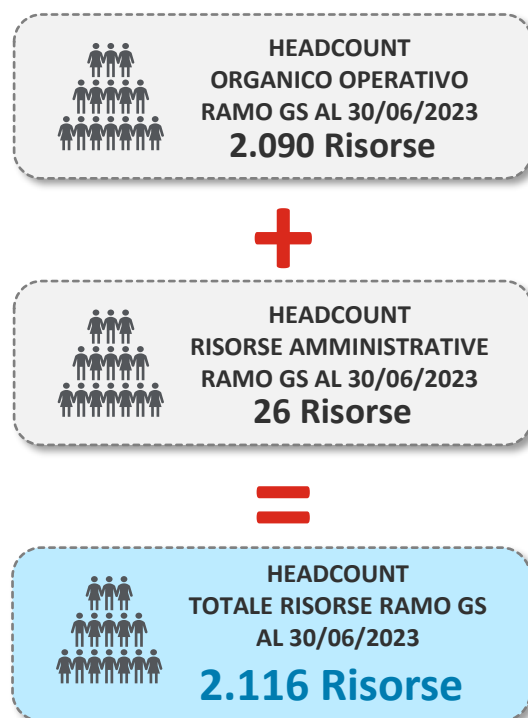 HEADCOUNT
ORGANICO OPERATIVO
RAMO GS AL 30/06/2023
2.090 Risorse
+
HEADCOUNT
RISORSE AMMINISTRATIVE
RAMO GS AL 30/06/2023
26 Risorse
=
HEADCOUNT
TOTALE RISORSE RAMO GS
AL 30/06/2023
2.116 Risorse